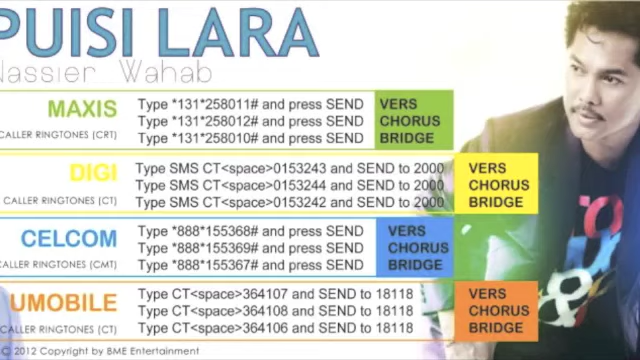 PUISI LARA
Nassier Wahab
MAXIS
CALLER RINGTONES (CRT)
Type *131*258011# and press SEND VERS
Type *131*258012# and press SEND CHORUS
Type *131*258010# and press SEND BRIDGE
DIGI
CALLER RINGTONES (CT)
Type SMS CT<space>0153243 and SEND to 2000 VERS
Type SMS CT<space>0153244 and SEND to 2000 CHORUS
Type SMS CT<space>0153242 and SEND to 2000 BRIDGE
CELCOM
CALLER RINGTONES (CMT)
Type *888*155368# and press SEND VERS
Type *888*155369# and press SEND CHORUS
Type *888*155367# and press SEND BRIDGE
UMOBILE
CALLER RINGTONES (CT)
Type CT<space>364107 and SEND to 18118 VERS
Type CT<space>364108 and SEND to 18118 CHORUS
Type CT<space>364106 and SEND to 18118 BRIDGE
© 2012 Copyright by BME Entertainment